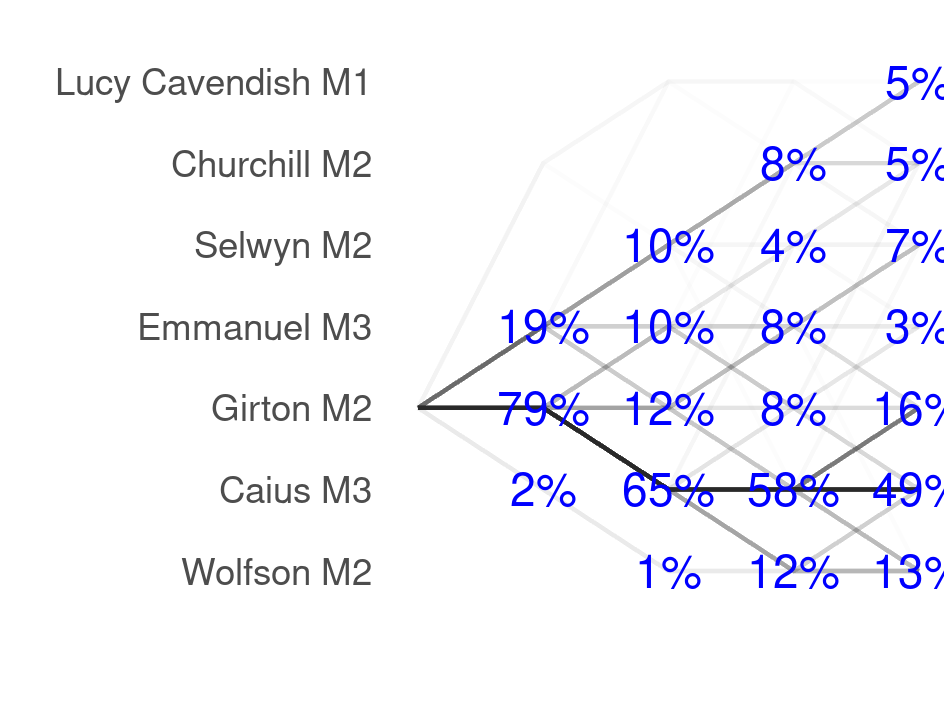 Lucy Cavendish M1 5%
Churchill M2 8% 5%
Selwyn M2 10% 4% 7%
Emmanuel M3 19% 10% 8% 3%
Girton M2 79% 12% 8% 16%
Caius M3 2% 65% 58% 49%
Wolfson M2 1% 12% 13%